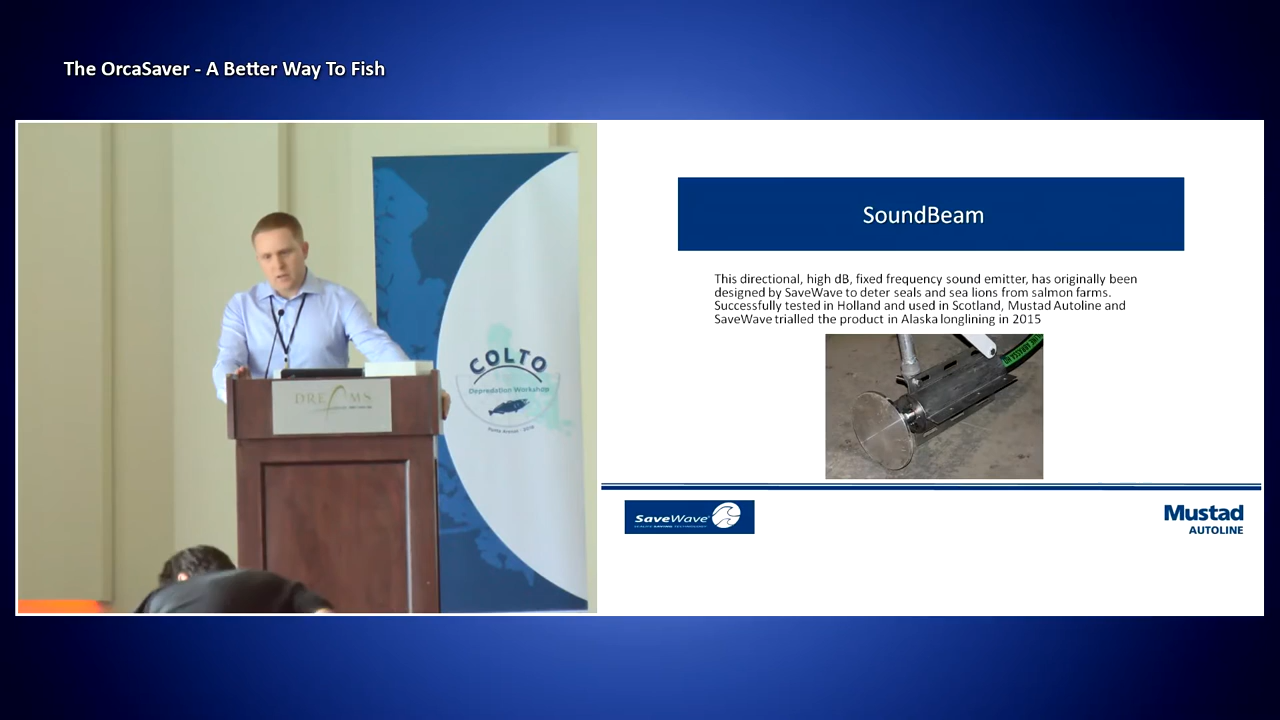 The OrcaSaver - A Better Way To Fish
DREAMS
COLTO
Depredation Workshop
Punta Arenas - 2016
SoundBeam
This directional, high dB, fixed frequency sound emitter, has originally been
designed by SaveWave to deter seals and sea lions from salmon farms.
Successfully tested in Holland and used in Scotland, Mustad Autoline and
SaveWave trialled the product in Alaska longlining in 2015
SaveWave
Mustad
AUTOLINE